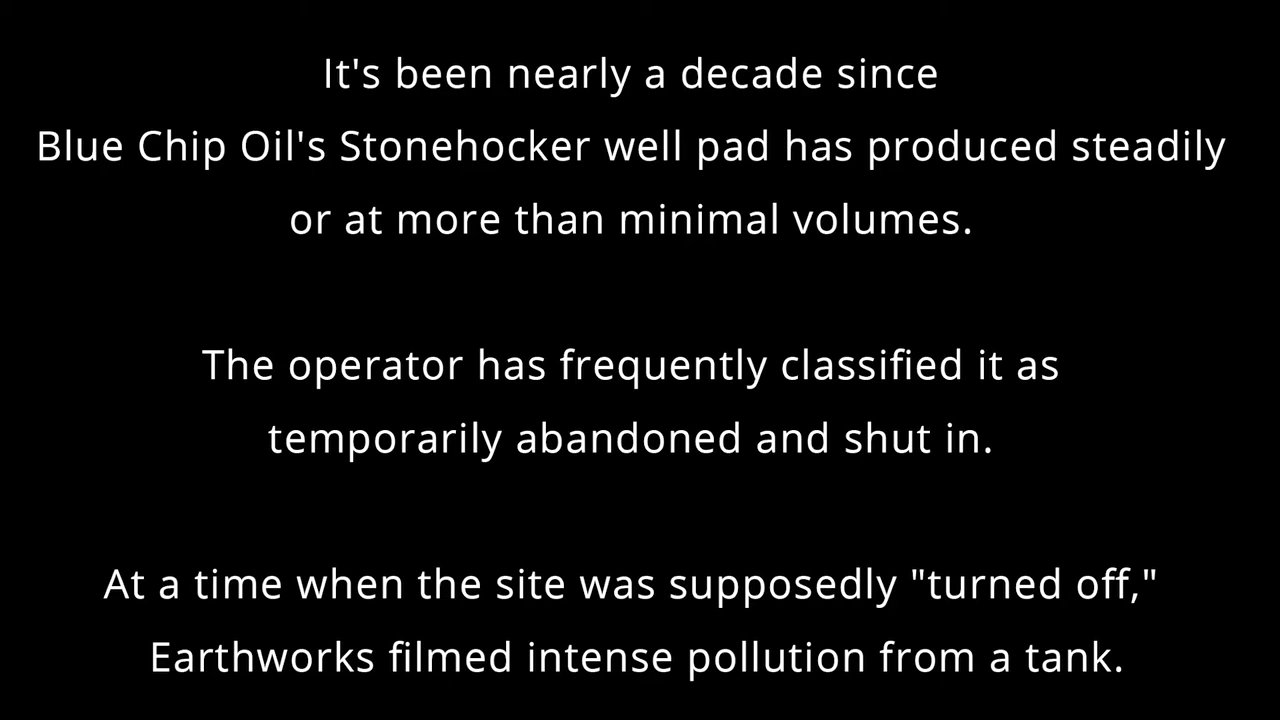 It's been nearly a decade since
Blue Chip Oil's Stonehocker well pad has produced steadily
or at more than minimal volumes.
The operator has frequently classified it as
temporarily abandoned and shut in.
At a time when the site was supposedly "turned off,"
Earthworks filmed intense pollution from a tank.